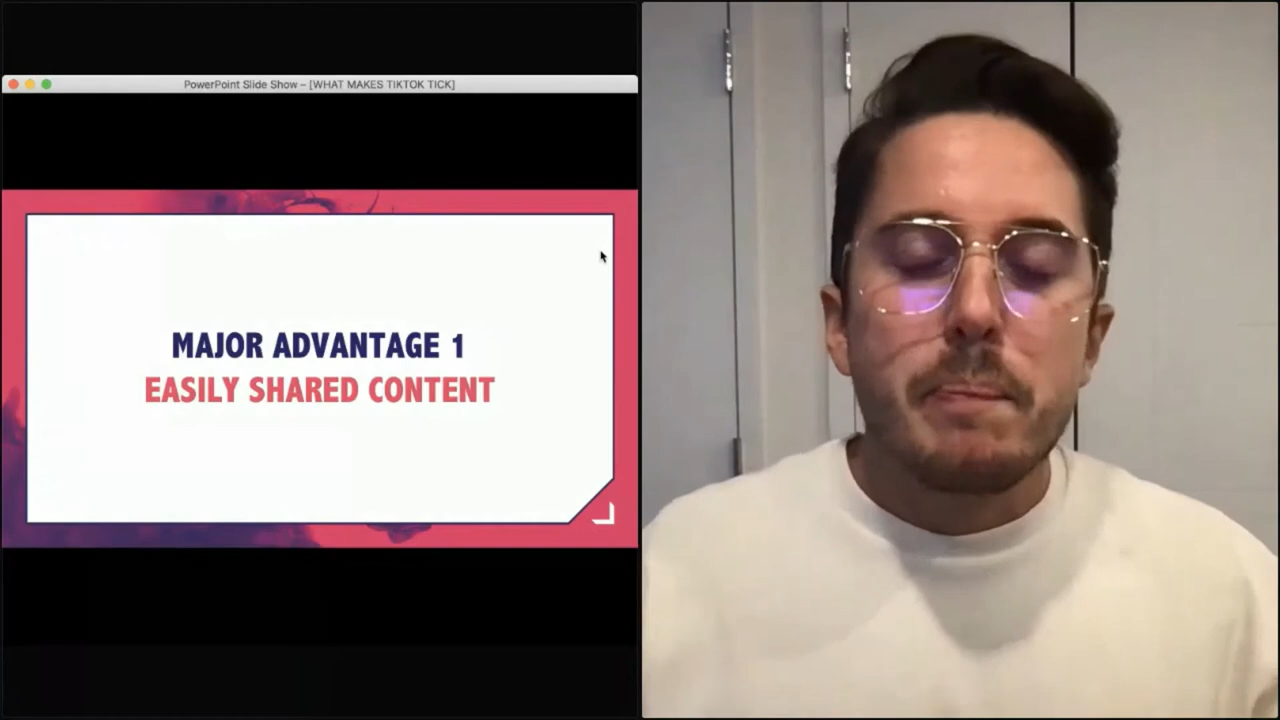 PowerPoint Slide Show – [WHAT MAKES TIKTOK TICK]
MAJOR ADVANTAGE 1
EASILY SHARED CONTENT